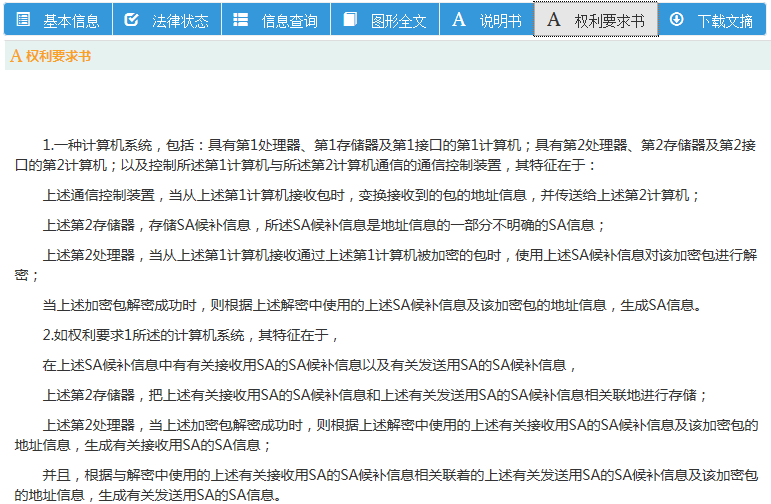 基本信息 法律状态 信息查询 图形全文 A 说明书 A 权利要求书 下载文摘
A 权利要求书
1.一种计算机系统，包括：具有第1处理器、第1存储器及第1接口的第1计算机；具有第2处理器、第2存储器及第2接
口的第2计算机；以及控制所述第1计算机与所述第2计算机通信的通信控制装置，其特征在于：
上述通信控制装置，当从上述第1计算机接收包时，变换接收到的包的地址信息，并传送给上述第2计算机；
上述第2存储器，存储SA候补信息，所述SA候补信息是地址信息的一部分不明确的SA信息；
上述第2处理器，当从上述第1计算机接收通过上述第1计算机被加密的包时，使用上述SA候补信息对该加密包进行解
密；
当上述加密包解密成功时，则根据上述解密中使用的上述SA候补信息及该加密包的地址信息，生成SA信息。
2.如权利要求1所述的计算机系统，其特征在于，
在上述SA候补信息中有有关接收用SA的SA候补信息以及有关发送用SA的SA候补信息，
上述第2存储器，把上述有关接收用SA的SA候补信息和上述有关发送用SA的SA候补信息相关联地进行存储；
上述第2处理器，当上述加密包解密成功时，则根据上述解密中使用的上述有关接收用SA的SA候补信息及该加密包的
地址信息，生成有关接收用SA的SA信息；
并且，根据与解密中使用的上述有关接收用SA的SA候补信息相关联着的上述有关发送用SA的SA候补信息及该加密包
的地址信息，生成有关发送用SA的SA信息。